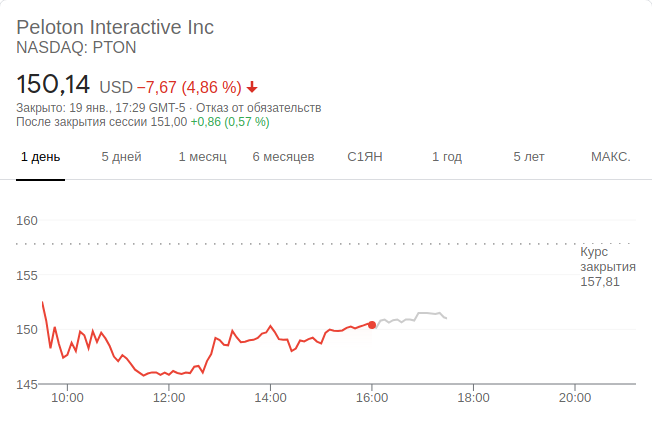 Peloton Interactive Inc
NASDAQ: PTON
150,14 USD −7,67 (4,86 %)
Закрыто: 19 янв., 17:29 GMT-5 · Отказ от обязательств
После закрытия сессии 151,00 +0,86 (0,57 %)
1 день 5 дней 1 месяц 6 месяцев С1ЯН 1 год 5 лет МАКС.
160
155
150
145
Курс
закрытия
157,81
10:00 12:00 14:00 16:00 18:00 20:00